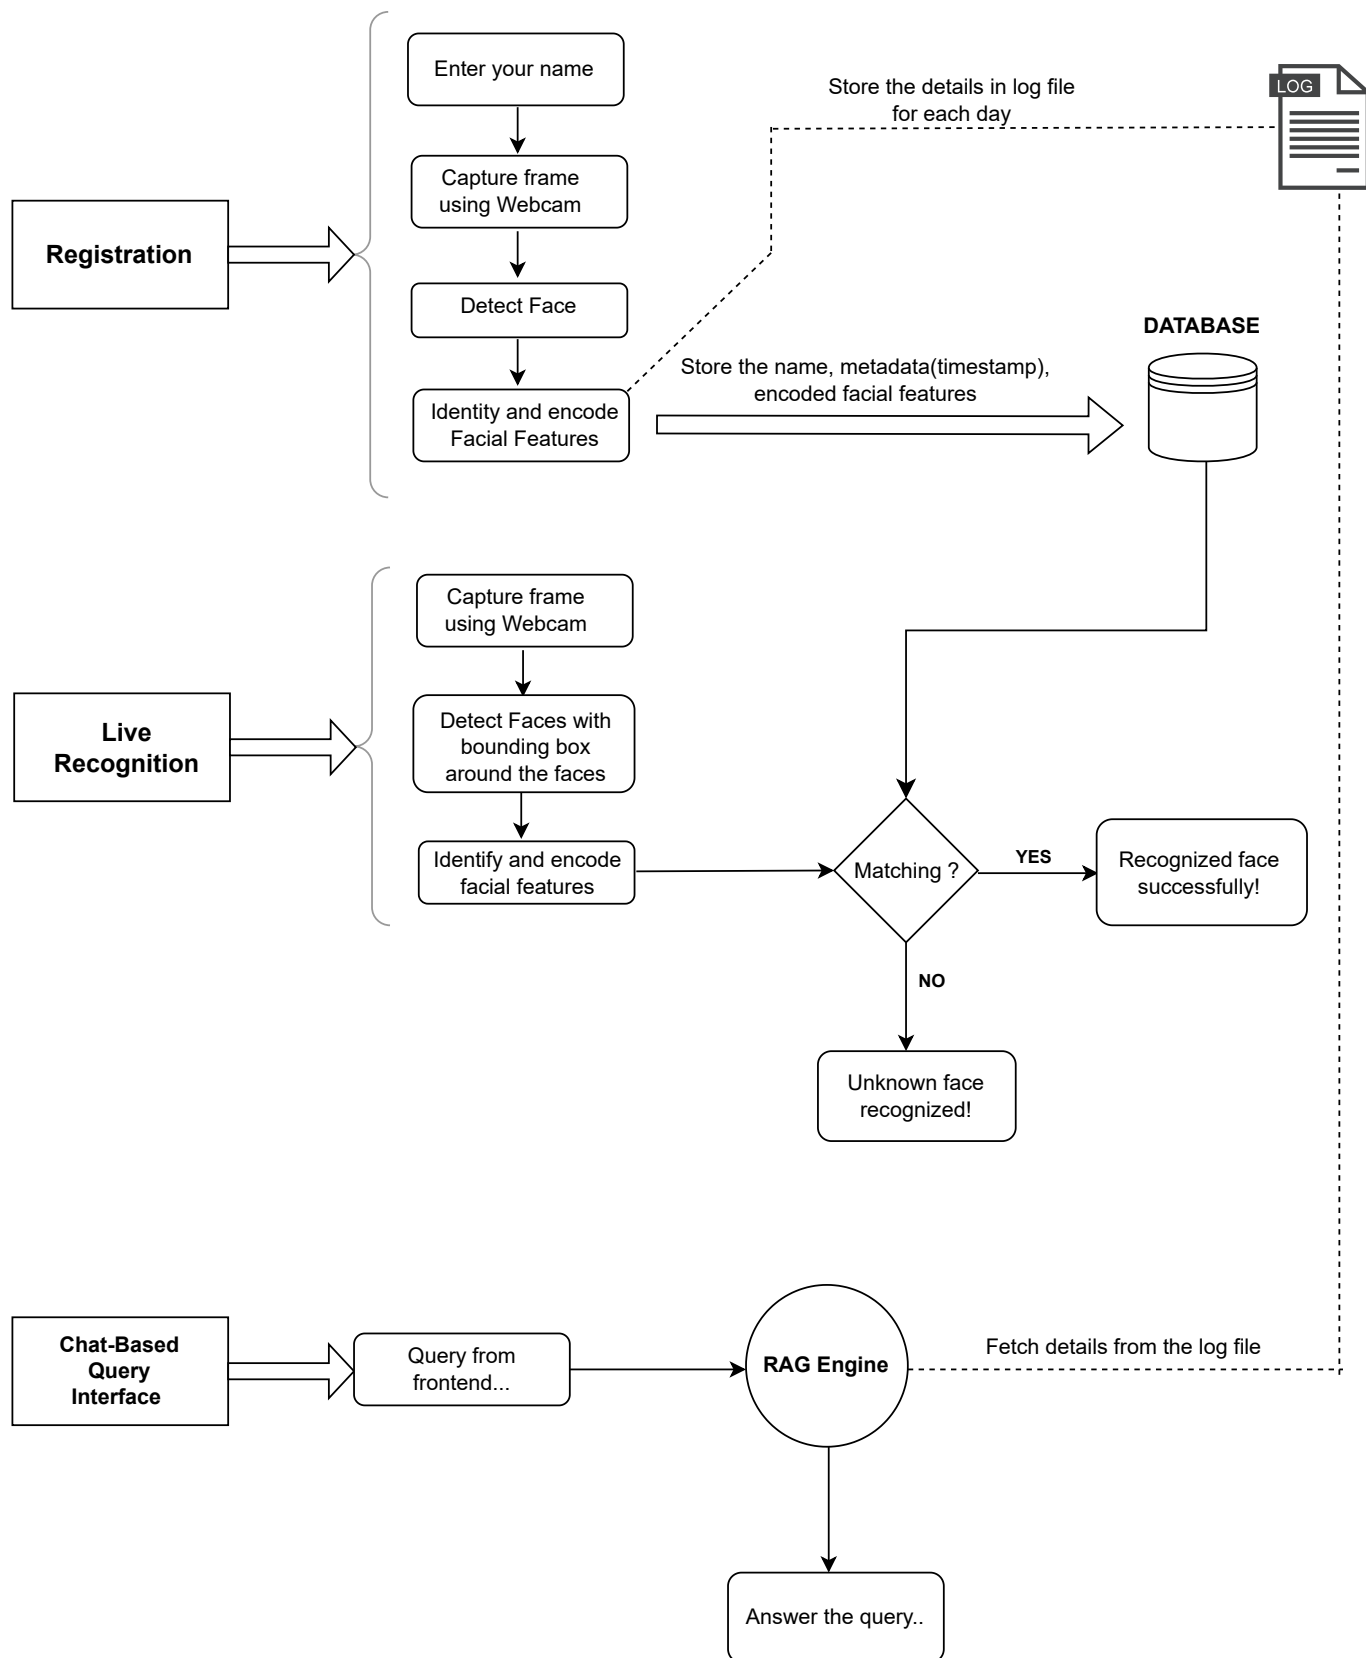 Enter your name
Store the details in log file
for each day
LOG
Capture frame
using Webcam
Registration
Detect Face
DATABASE
Store the name, metadata(timestamp),
encoded facial features
Identity and encode
Facial Features
Capture frame
using Webcam
Live
Recognition
Detect Faces with
bounding box
around the faces
Identify and encode
facial features
Matching ?
YES
Recognized face
successfully!
NO
Unknown face
recognized!
Chat-Based
Query
Interface
Query from
frontend...
RAG Engine
Fetch details from the log file
Answer the query..